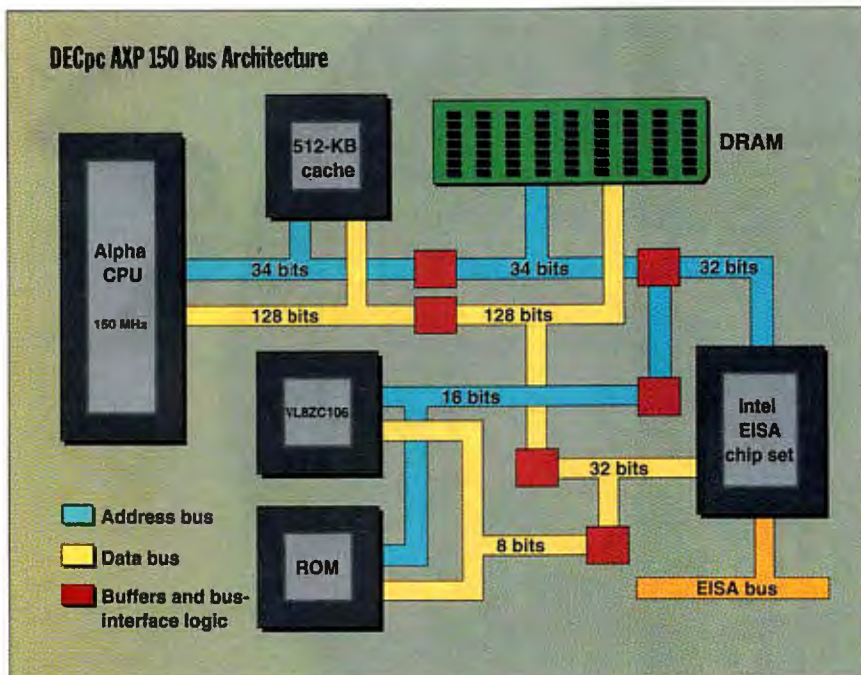 DECpc AXP 150 Bus Architecture
512-KB
cache
DRAM
Alpha
CPU
150 MHz
34 bits
34 bits
32 bits
128 bits
128 bits
VL8ZC106
16 bits
Intel
EISA
chip set
32 bits
Address bus
Data bus
Buffers and bus-
interface logic
ROM
8 bits
EISA bus